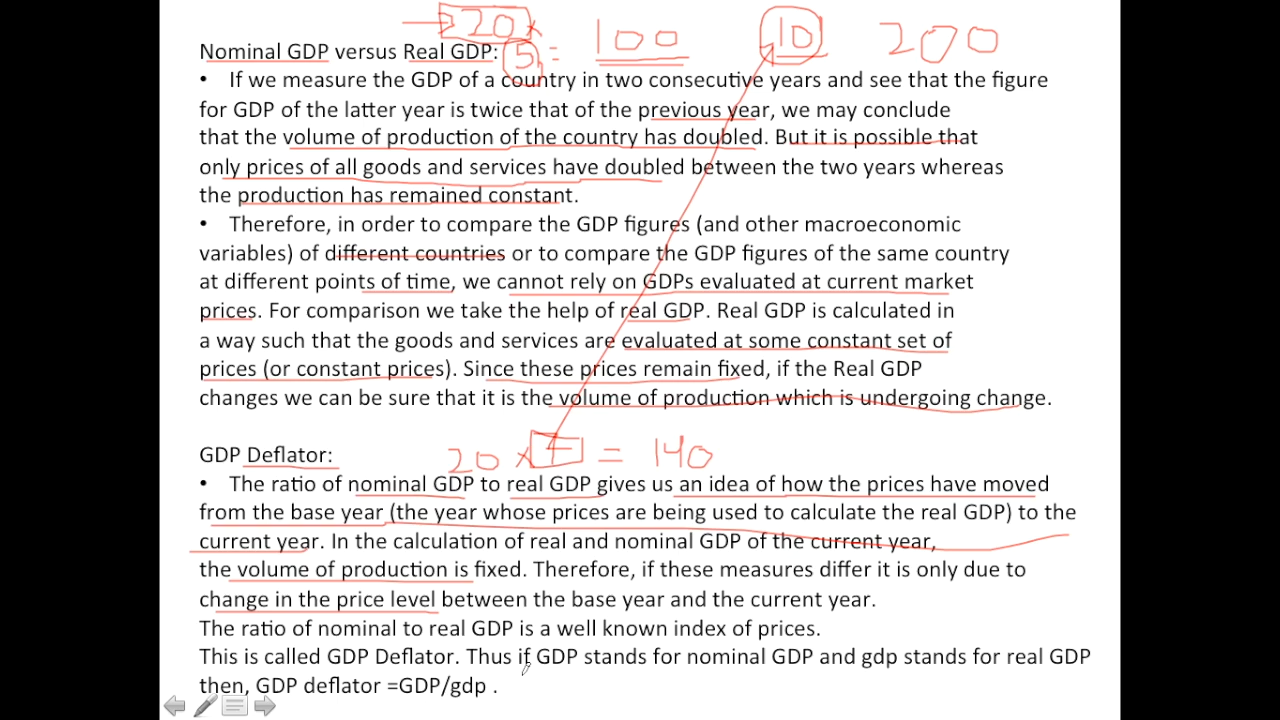 20 ×
5 = 100 10 200
Nominal GDP versus Real GDP:
• If we measure the GDP of a country in two consecutive years and see that the figure
for GDP of the latter year is twice that of the previous year, we may conclude
that the volume of production of the country has doubled. But it is possible that
only prices of all goods and services have doubled between the two years whereas
the production has remained constant.
• Therefore, in order to compare the GDP figures (and other macroeconomic
variables) of different countries or to compare the GDP figures of the same country
at different points of time, we cannot rely on GDPs evaluated at current market
prices. For comparison we take the help of real GDP. Real GDP is calculated in
a way such that the goods and services are evaluated at some constant set of
prices (or constant prices). Since these prices remain fixed, if the Real GDP
changes we can be sure that it is the volume of production which is undergoing change.
GDP Deflator:
20 × 7 = 140
• The ratio of nominal GDP to real GDP gives us an idea of how the prices have moved
from the base year (the year whose prices are being used to calculate the real GDP) to the
current year. In the calculation of real and nominal GDP of the current year,
the volume of production is fixed. Therefore, if these measures differ it is only due to
change in the price level between the base year and the current year.
The ratio of nominal to real GDP is a well known index of prices.
This is called GDP Deflator. Thus if GDP stands for nominal GDP and gdp stands for real GDP
then, GDP deflator =GDP/gdp .